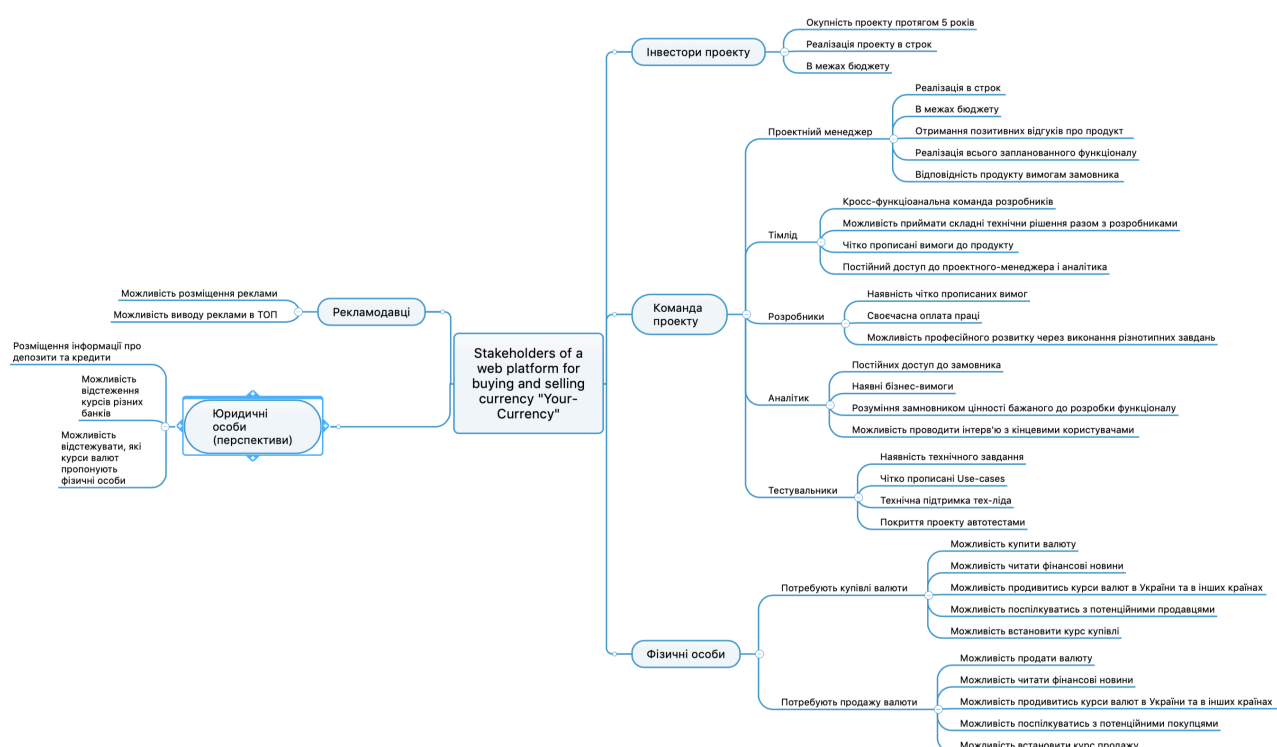 Stakeholders of a
web platform for
buying and selling
currency "Your-
Currency"
Інвестори проекту
Окупність проекту протягом 5 років
Реалізація проекту в строк
В межах бюджету
Команда
проекту
Проектніий менеджер
Реалізація в строк
В межах бюджету
Отримання позитивних відгуків про продукт
Реалізація всього запланованного функціоналу
Відповідність продукту вимогам замовника
Тімлід
Кросс-функціоанальна команда розробників
Можливість приймати складні технічни рішення разом з розробниками
Чітко прописані вимоги до продукту
Постійний доступ до проектного-менеджера і аналітика
Розробники
Наявність чітко прописаних вимог
Своєчасна оплата праці
Можливість професійного розвитку через виконання різнотипних завдань
Аналітик
Постійних доступ до замовника
Наявні бізнес-вимоги
Розуміння замовником цінності бажаного до розробки функціоналу
Можливість проводити інтерв'ю з кінцевими користувачами
Тестувальники
Наявність технічного завдання
Чітко прописані Use-cases
Технічна підтримка тех-ліда
Покриття проекту автотестами
Фізичні особи
Потребують купівлі валюти
Можливість купити валюту
Можливість читати фінансові новини
Можливість продивитись курси валют в України та в інших країнах
Можливість поспілкуватись з потенційними продавцями
Можливість встановити курс купівлі
Потребують продажу валюти
Можливість продати валюту
Можливість читати фінансові новини
Можливість продивитись курси валют в України та в інших країнах
Можливість поспілкуватись з потенційними покупцями
Можливість встановити курс продажу
Рекламодавці
Можливість розміщення реклами
Можливість виводу реклами в ТОП
Юридичні
особи
(перспективи)
Розміщення інформації про
депозити та кредити
Можливість
відстеження
курсів різних
банків
Можливість
відстежувати, які
курси валют
пропонують
фізичні особи